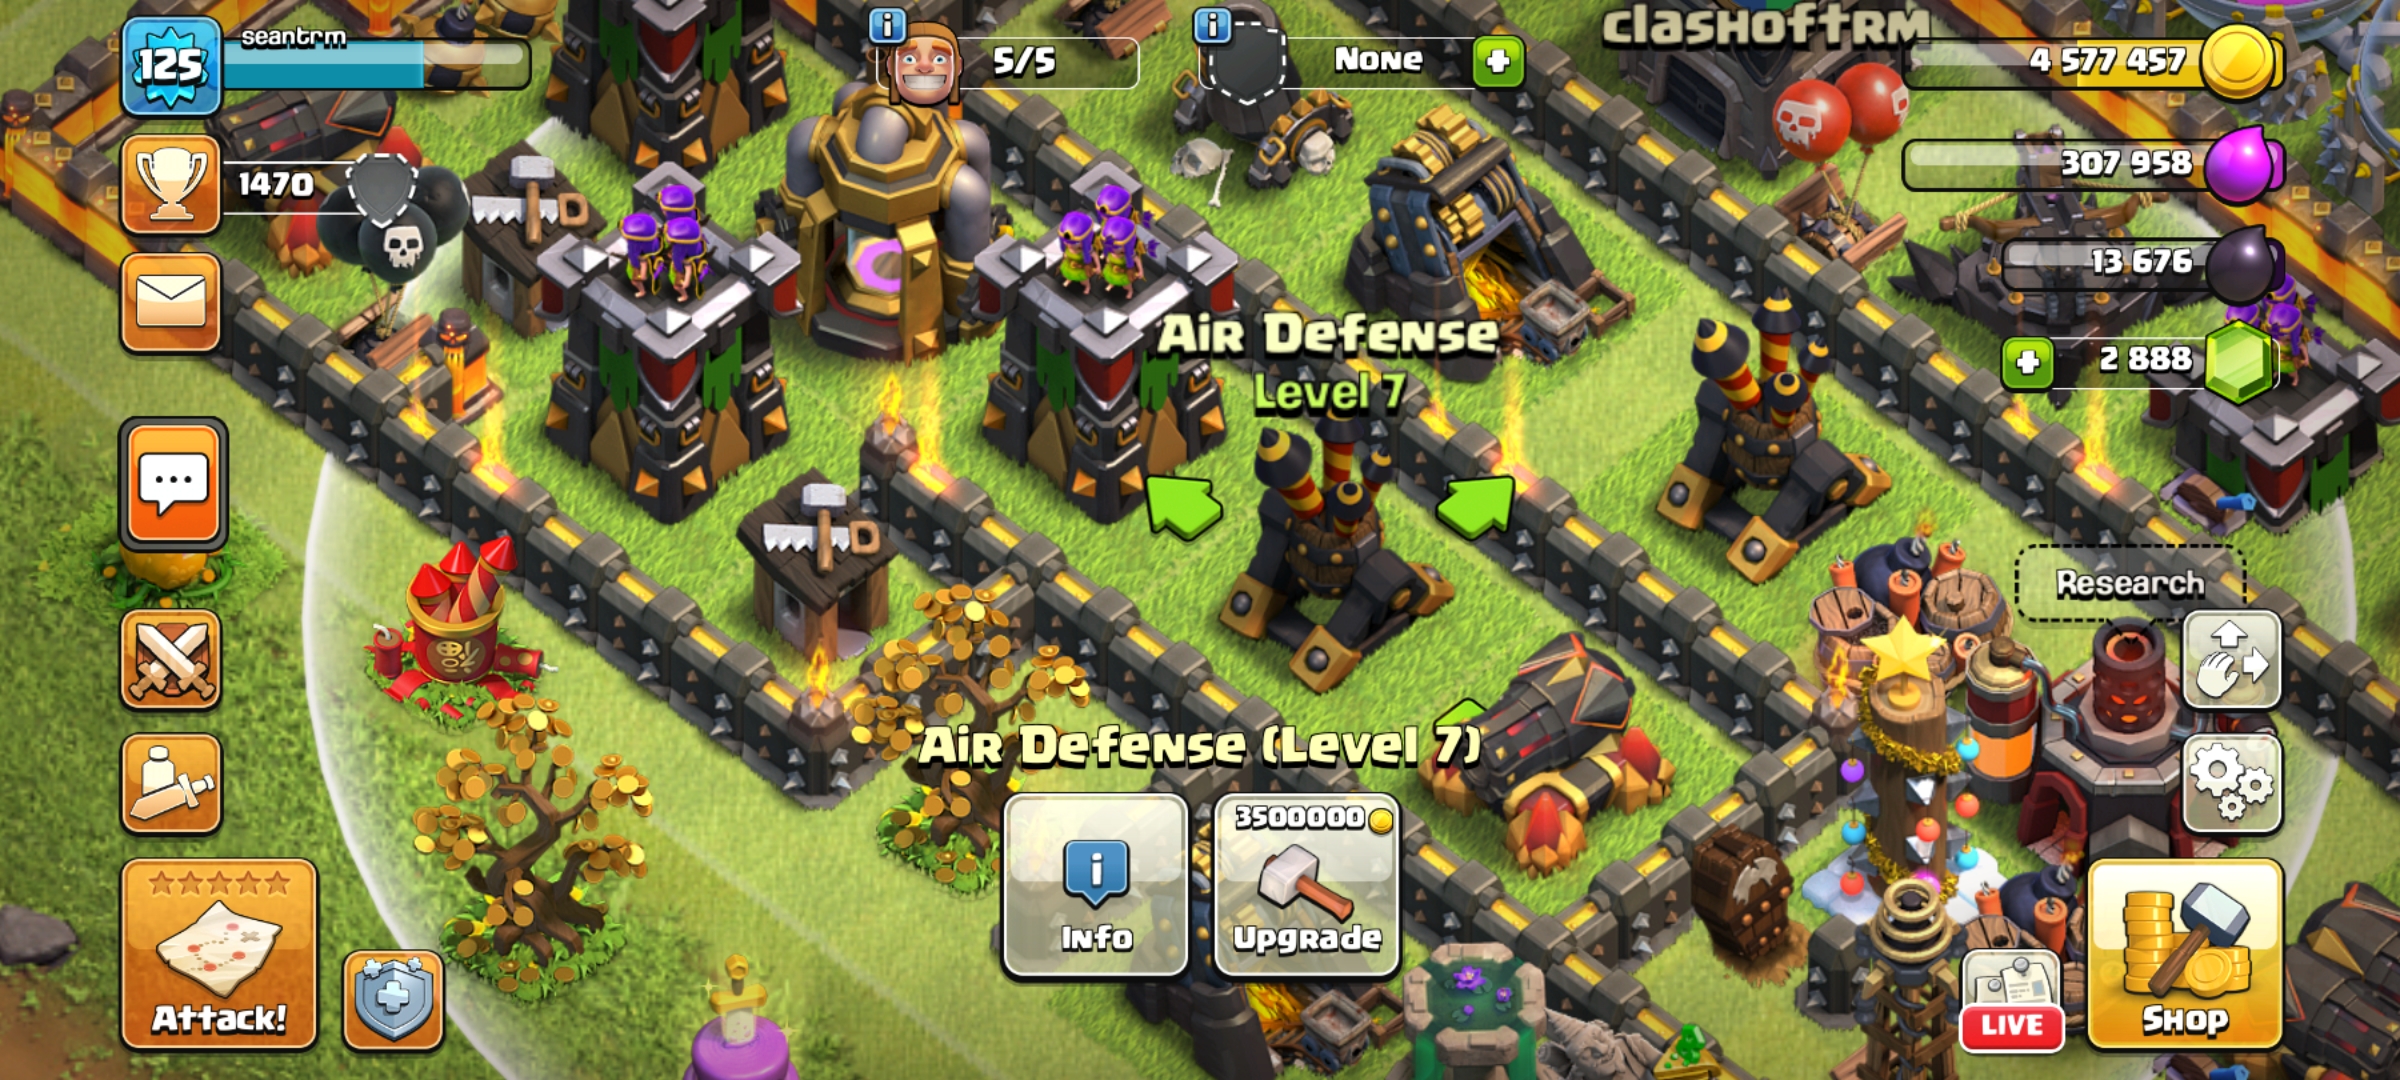 seantrm
125
5/5
None
clashoftRM
4 577 457
1470
307 958
13 676
2 888
Air Defense
Level 7
Research
Air Defense (Level 7)
3500000
Info
Upgrade
Attack!
LIVE
Shop